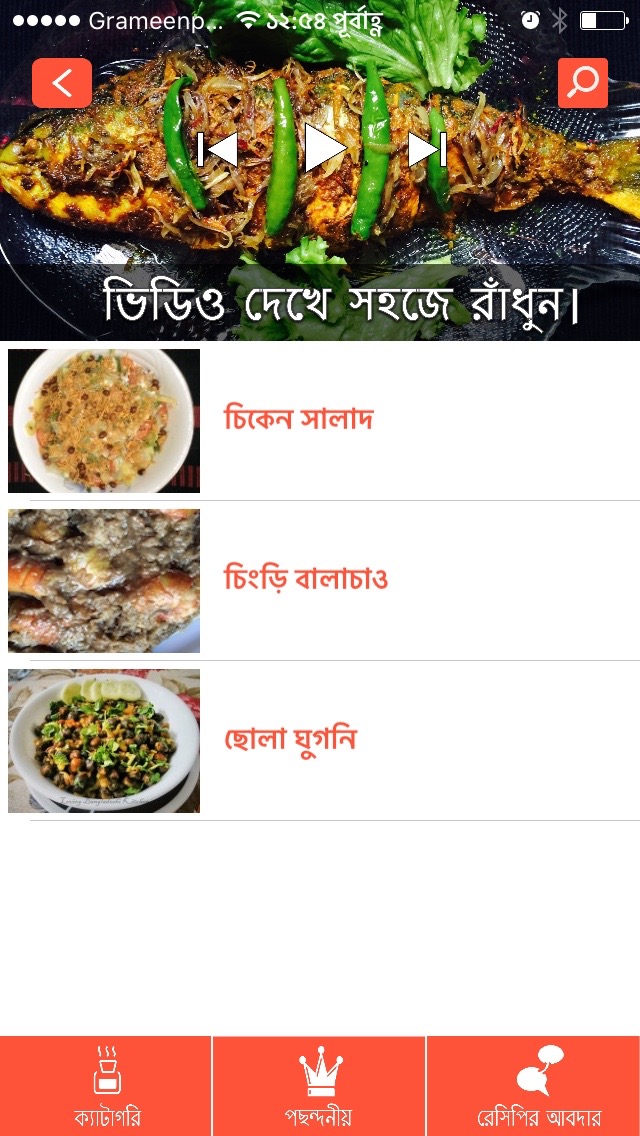 Grameenp... ১২:৫৪ পূর্বাহ্ণ
ভিডিও দেখে সহজে রাঁধুন।
চিকেন সালাদ
চিংড়ি বালাচাও
ছোলা ঘুগনি
ক্যাটাগরি পছন্দনীয় রেসিপির আবদার